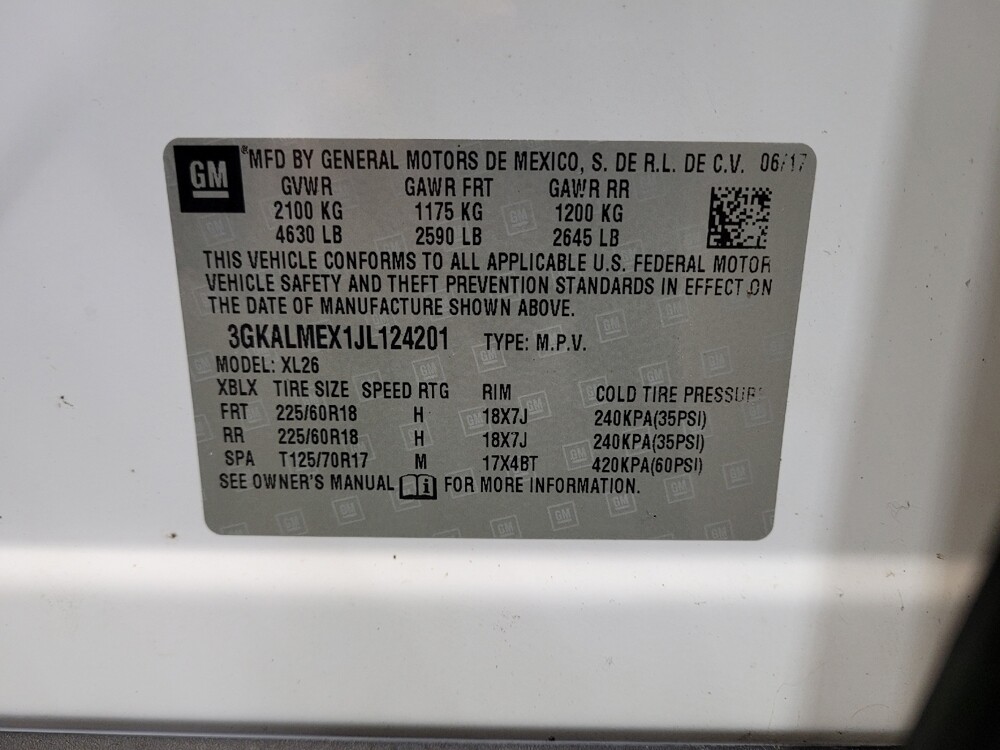 GM
®MFD BY GENERAL MOTORS DE MEXICO, S. DE R.L. DE C.V. 06/17
GVWR GAWR FRT GAWR RR
2100 KG 1175 KG 1200 KG
4630 LB 2590 LB 2645 LB
THIS VEHICLE CONFORMS TO ALL APPLICABLE U.S. FEDERAL MOTOR
VEHICLE SAFETY AND THEFT PREVENTION STANDARDS IN EFFECT ON
THE DATE OF MANUFACTURE SHOWN ABOVE.
3GKALMEX1JL124201 TYPE: M.P.V.
MODEL: XL26
XBLX TIRE SIZE SPEED RTG RIM COLD TIRE PRESSURE
FRT 225/60R18 H 18X7J 240KPA(35PSI)
RR 225/60R18 H 18X7J 240KPA(35PSI)
SPA T125/70R17 M 17X4BT 420KPA(60PSI)
SEE OWNER'S MANUAL i FOR MORE INFORMATION.